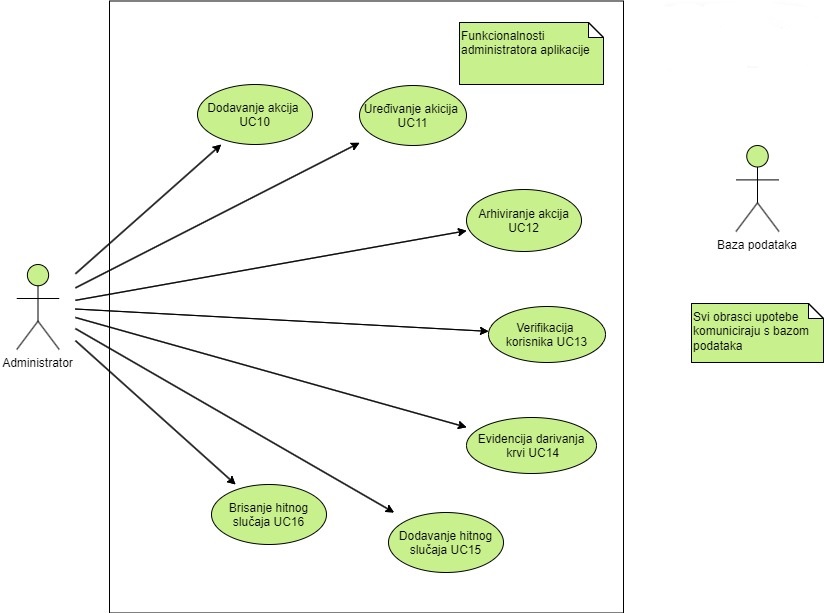 Funkcionalnosti
administratora aplikacije
Dodavanje akcija
UC10
Uređivanje akicija
UC11
Arhiviranje akcija
UC12
Baza podataka
Administrator
Verifikacija
korisnika UC13
Svi obrasci upotebe
komuniciraju s bazom
podataka
Evidencija darivanja
krvi UC14
Brisanje hitnog
slučaja UC16
Dodavanje hitnog
slučaja UC15